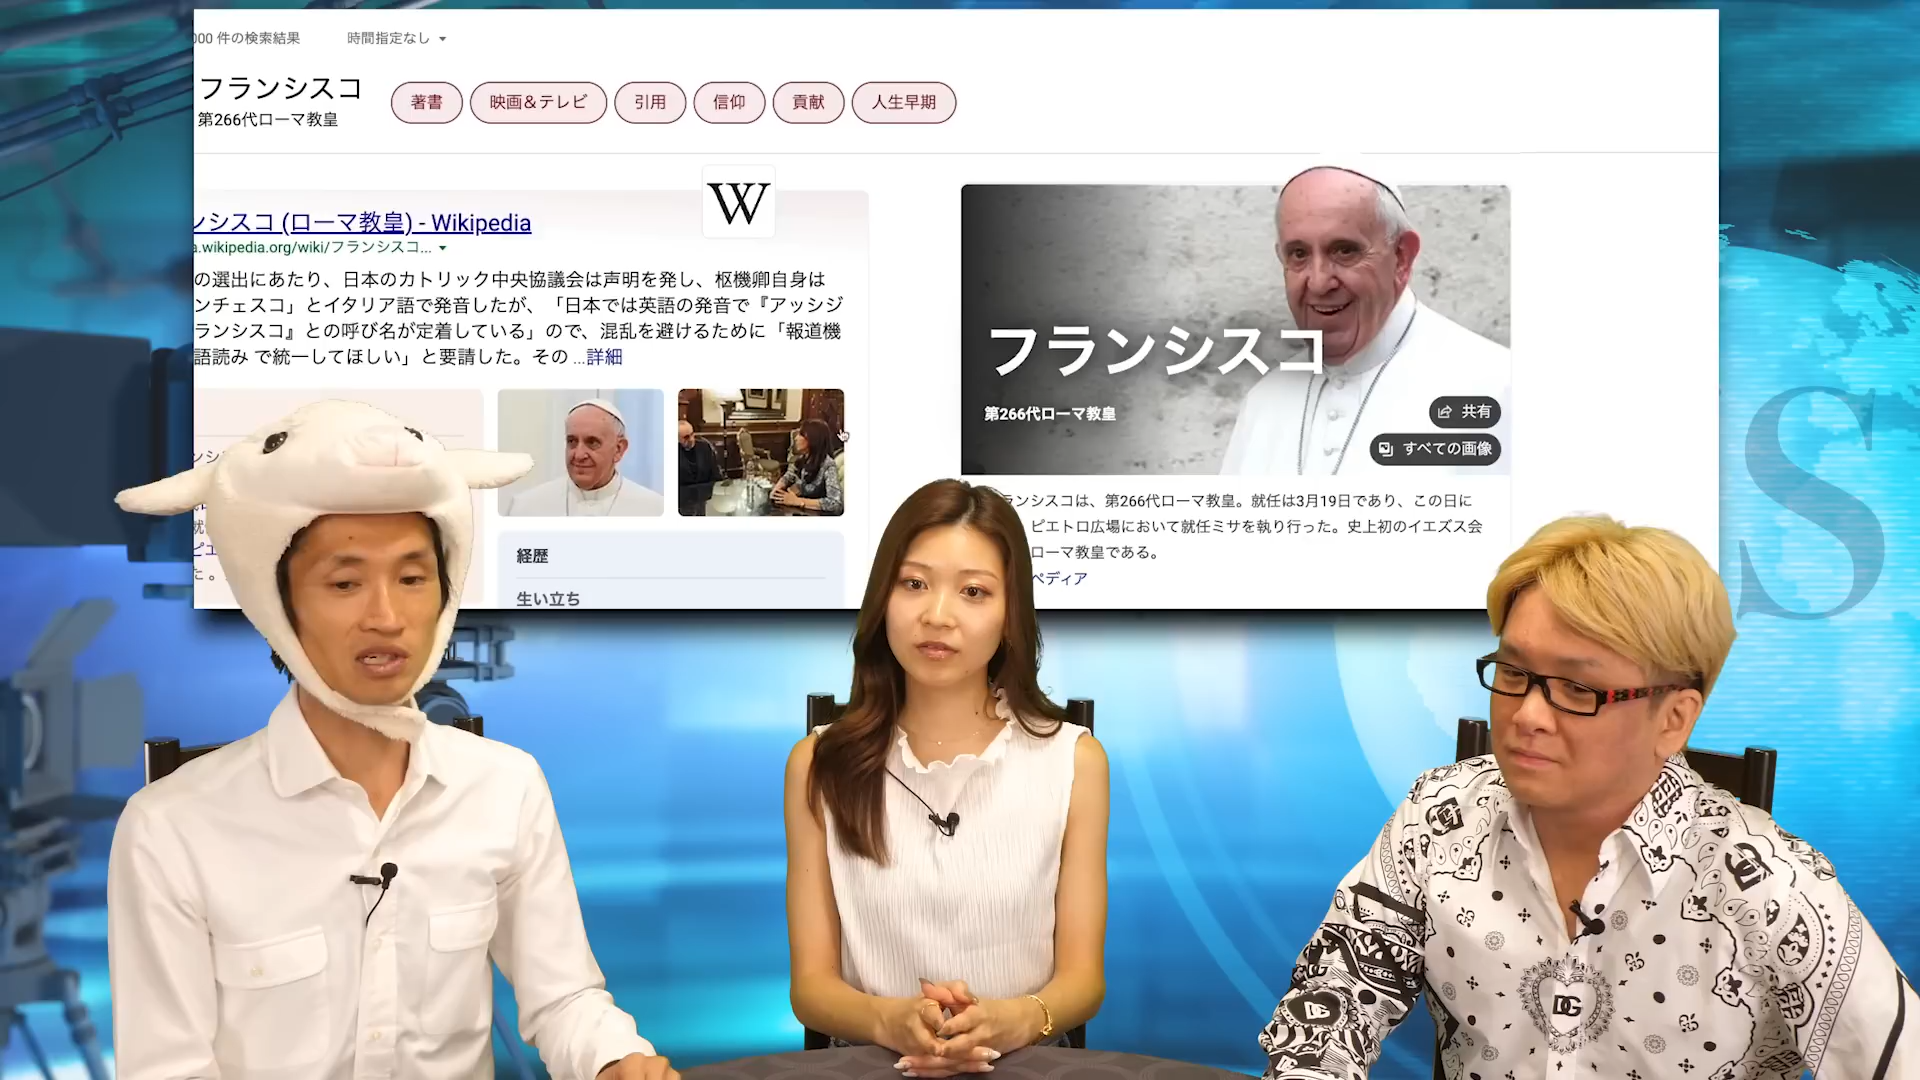 000 件の検索結果
時間指定なし
フランシスコ
第266代ローマ教皇
著書
映画＆テレビ
引用
信仰
貢献
人生早期
W
ンシスコ (ローマ教皇) - Wikipedia
a.wikipedia.org/wiki/フランシスコ...
の選出にあたり、日本のカトリック中央協議会は声明を発し、枢機卿自身は
ンチェスコ」とイタリア語で発音したが、「日本では英語の発音で『アッシジ
ランシスコ』との呼び名が定着している」ので、混乱を避けるために「報道機
語読み で統一してほしい」と要請した。その ...詳細
経歴
生い立ち
フランシスコ
第266代ローマ教皇
共有
すべての画像
ランシスコは、第266代ローマ教皇。就任は3月19日であり、この日に
ピエトロ広場において就任ミサを執り行った。史上初のイエズス会
ローマ教皇である。
ペディア
S
DG
DG